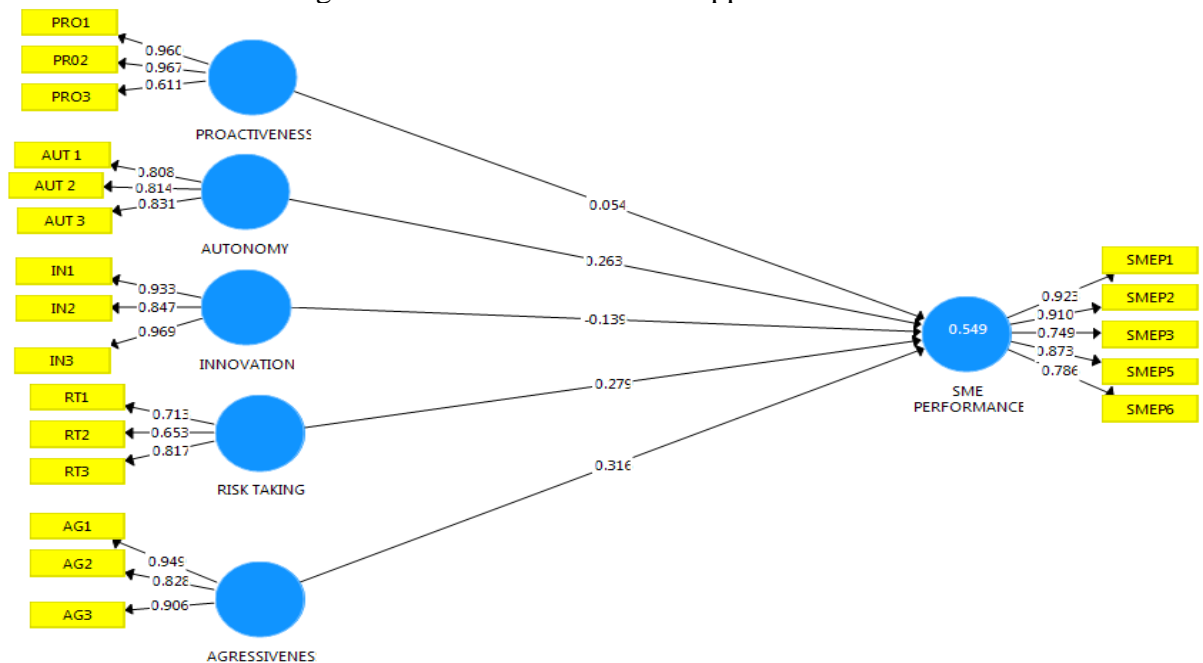 PRO1
PR02
PRO3
0.960
0.967
0.611
PROACTIVENESS
AUT 1
AUT 2
AUT 3
0.808
0.814
0.831
AUTONOMY
IN1
IN2
IN3
0.933
0.847
0.969
INNOVATION
RT1
RT2
RT3
0.713
0.653
0.817
RISK TAKING
AG1
AG2
AG3
0.949
0.828
0.906
AGRESSIVENES
0.054
0.263
-0.139
0.279
0.316
0.549
SME
PERFORMANCE
0.923
0.910
0.749
0.873
0.786
SMEP1
SMEP2
SMEP3
SMEP5
SMEP6